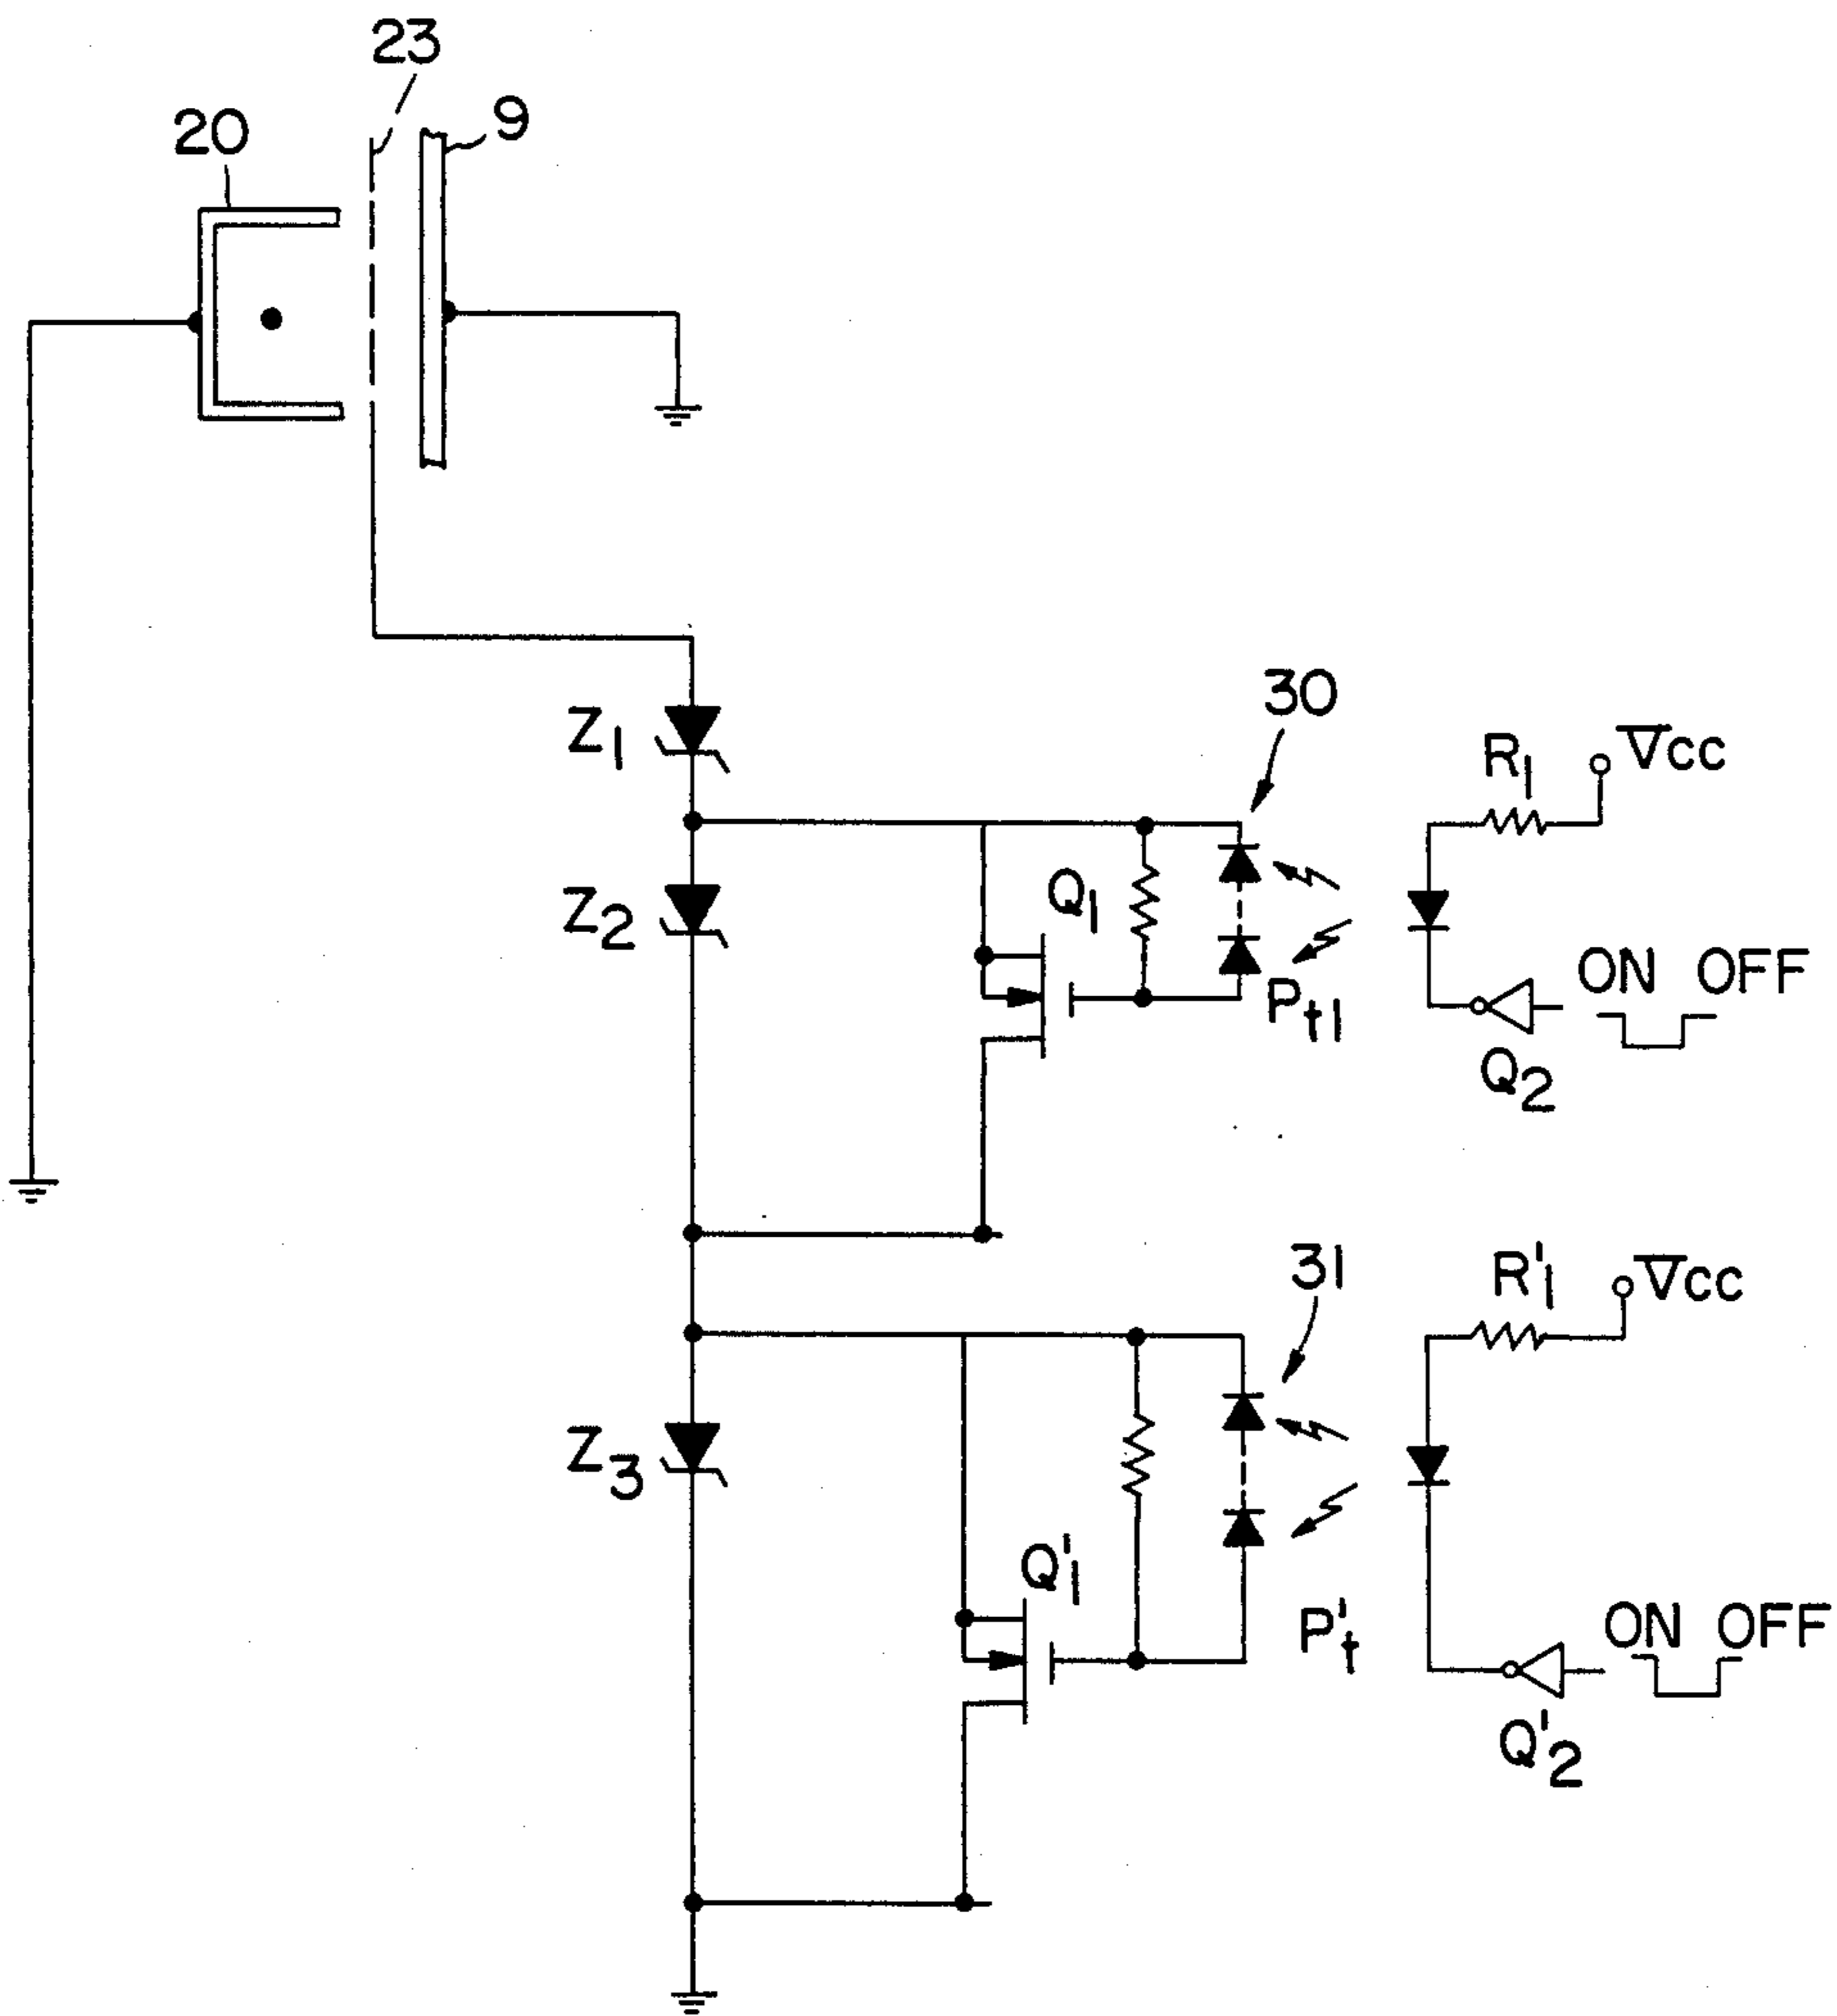 23
9
20
Z1
30
R1
Vcc
Z2
Q1
Pt1
ON OFF
Q2
31
R'1
Vcc
Z3
Q'1
P't
ON OFF
Q'2